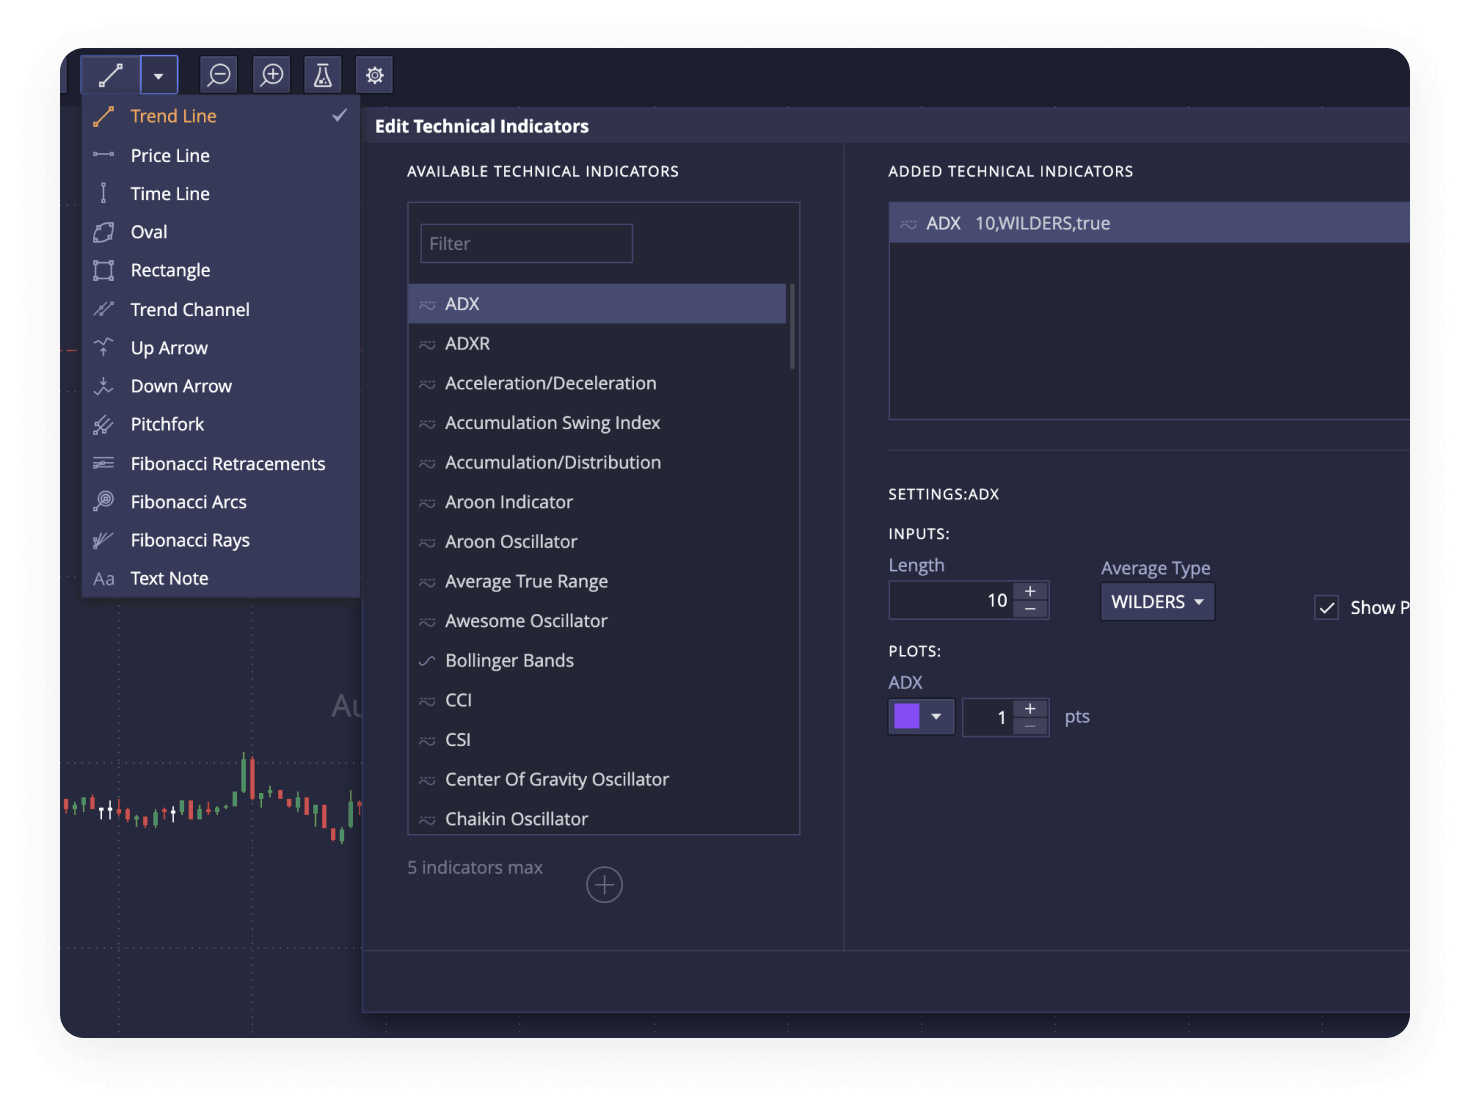 Trend Line
Price Line
Time Line
Oval
Rectangle
Trend Channel
Up Arrow
Down Arrow
Pitchfork
Fibonacci Retracements
Fibonacci Arcs
Fibonacci Rays
Aa Text Note
Edit Technical Indicators
AVAILABLE TECHNICAL INDICATORS
Filter
ADX
ADXR
Acceleration/Deceleration
Accumulation Swing Index
Accumulation/Distribution
Aroon Indicator
Aroon Oscillator
Average True Range
Awesome Oscillator
Bollinger Bands
CCI
CSI
Center Of Gravity Oscillator
Chaikin Oscillator
5 indicators max
ADDED TECHNICAL INDICATORS
ADX 10,WILDERS,true
SETTINGS:ADX
INPUTS:
Length
10
Average Type
WILDERS
Show P
PLOTS:
ADX
1 pts
Au